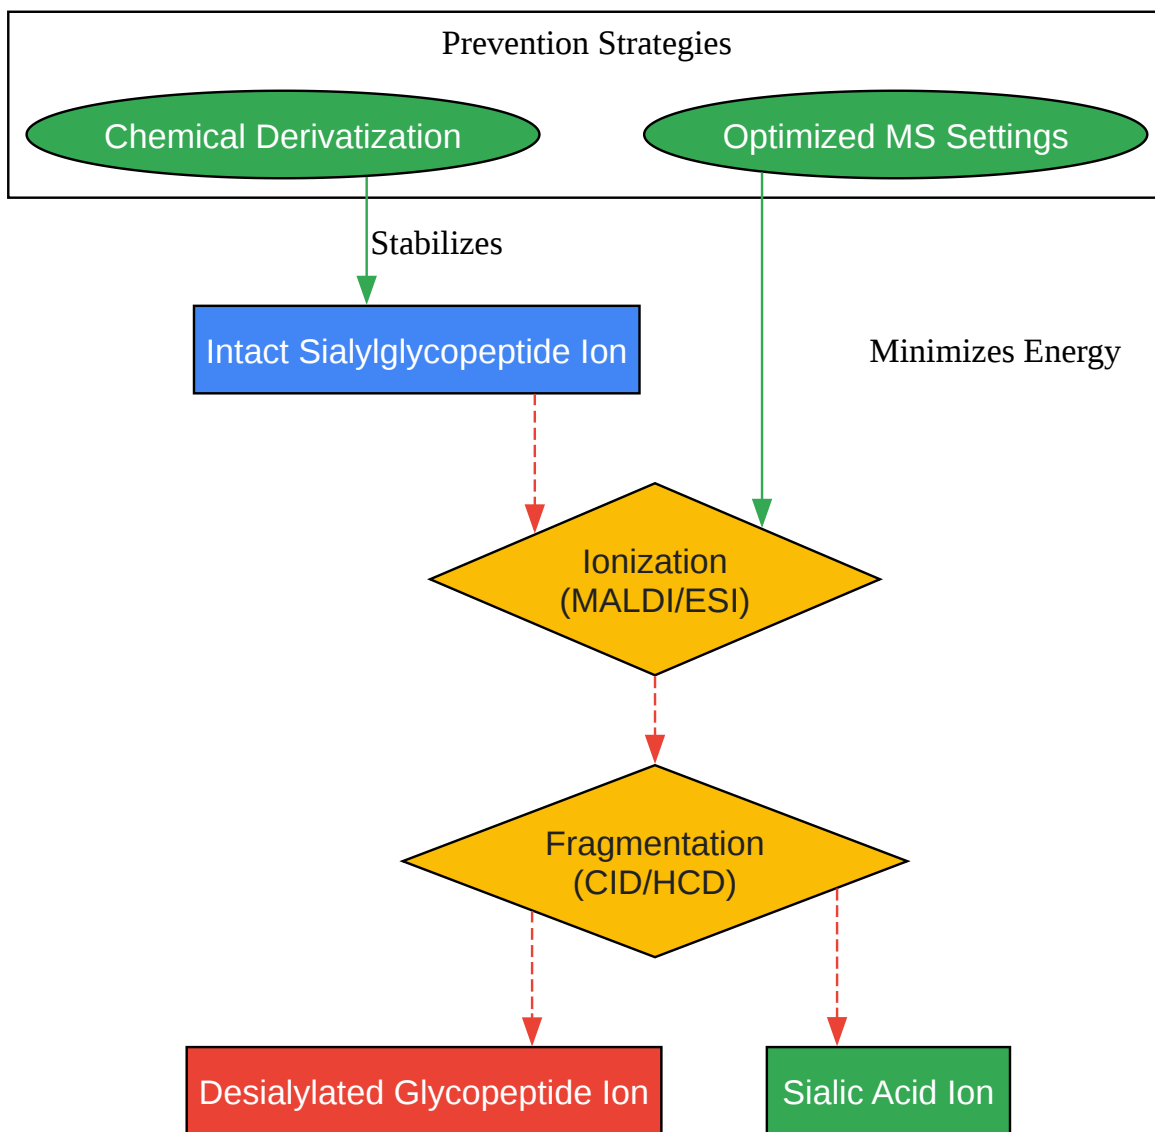 Prevention Strategies
Chemical Derivatization
Optimized MS Settings
Stabilizes
Intact Sialylglycopeptide Ion
Minimizes Energy
Ionization
(MALDI/ESI)
Fragmentation
(CID/HCD)
Desialylated Glycopeptide Ion
Sialic Acid Ion